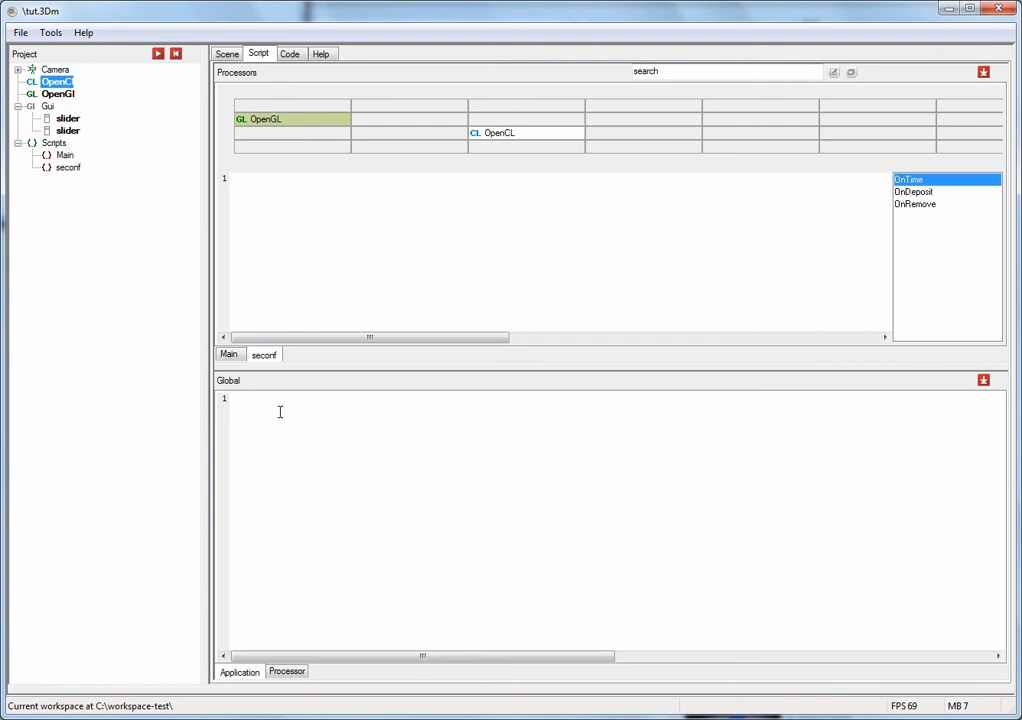 \tut.3Dm
File Tools Help
Project
Camera
CL OpenCL
GL OpenGl
GI Gui
slider
slider
Scripts
Main
seconf
Scene Script Code Help
Processors
search
GL OpenGL
CL OpenCL
1
OnTime
OnDeposit
OnRemove
Main seconf
Global
1
Application Processor
Current workspace at C:\workspace-test\
FPS 69
MB 7